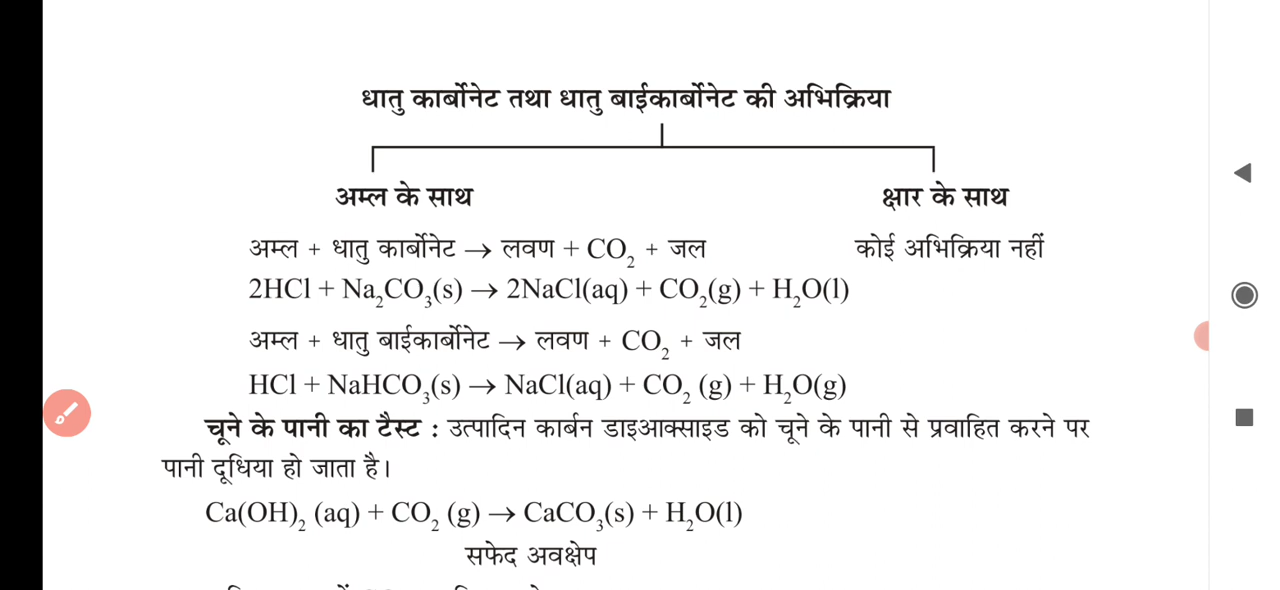 धातु कार्बोनेट तथा धातु बाईकार्बोनेट की अभिक्रिया
अम्ल के साथ क्षार के साथ
अम्ल + धातु कार्बोनेट → लवण + CO₂ + जल कोई अभिक्रिया नहीं
2HCl + Na₂CO₃(s) → 2NaCl(aq) + CO₂(g) + H₂O(l)
अम्ल + धातु बाईकार्बोनेट → लवण + CO₂ + जल
HCl + NaHCO₃(s) → NaCl(aq) + CO₂ (g) + H₂O(g)
चूने के पानी का टैस्ट : उत्पादिन कार्बन डाइआक्साइड को चूने के पानी से प्रवाहित करने पर
पानी दूधिया हो जाता है।
Ca(OH)₂ (aq) + CO₂ (g) → CaCO₃(s) + H₂O(l)
सफेद अवक्षेप